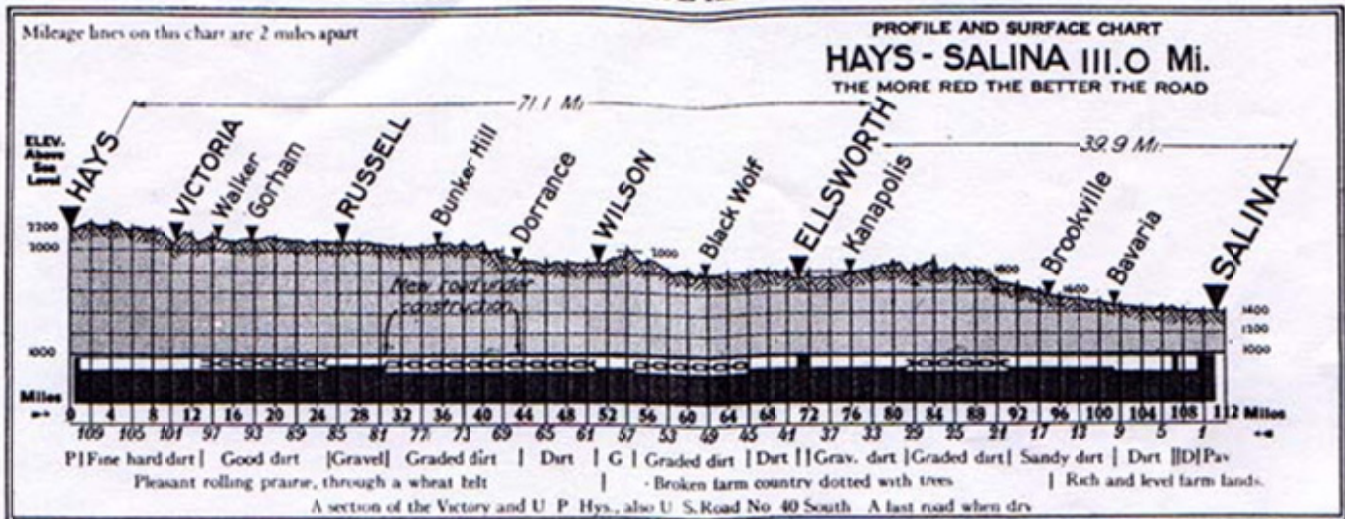 Mileage lines on this chart are 2 miles apart
PROFILE AND SURFACE CHART
HAYS - SALINA 111.0 Mi.
THE MORE RED THE BETTER THE ROAD
71.1 Mi
39.9 Mi.
ELEV. Above Sea Level
HAYS
VICTORIA
Walker
Gorham
RUSSELL
Bunker Hill
Dorrance
WILSON
Black Wolf
ELLSWORTH
Kanapolis
Brookville
Bavaria
SALINA
2200
2000
1000
New road under construction
1400
1200
1000
Miles 0 4 8 12 16 20 24 28 32 36 40 44 48 52 56 60 64 68 72 76 80 84 88 92 96 100 104 108 112 Miles
109 105 101 97 93 89 85 81 77 73 69 65 61 57 53 49 45 41 37 33 29 25 21 17 13 9 5 1
P | Fine hard dirt | Good dirt | Gravel | Graded dirt | Dirt | G | Graded dirt | Dirt || Grav. dirt | Graded dirt | Sandy dirt | Dirt || D | Pav
Pleasant rolling prairie, through a wheat belt | Broken farm country dotted with trees | Rich and level farm lands.
A section of the Victory and U P Hys., also U S. Road No 40 South A fast road when dry